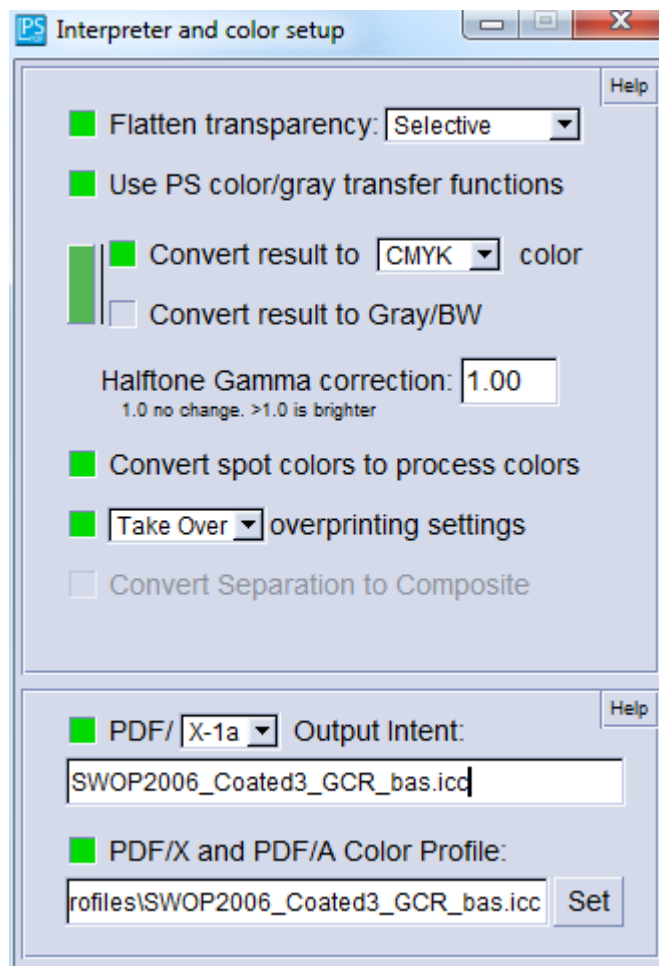 PS Interpreter and color setup
Help
Flatten transparency: Selective
Use PS color/gray transfer functions
Convert result to CMYK color
Convert result to Gray/BW
Halftone Gamma correction: 1.00
1.0 no change. >1.0 is brighter
Convert spot colors to process colors
Take Over overprinting settings
Convert Separation to Composite
Help
PDF/ X-1a Output Intent:
SWOP2006_Coated3_GCR_bas.icc
PDF/X and PDF/A Color Profile:
rofiles\SWOP2006_Coated3_GCR_bas.icc Set